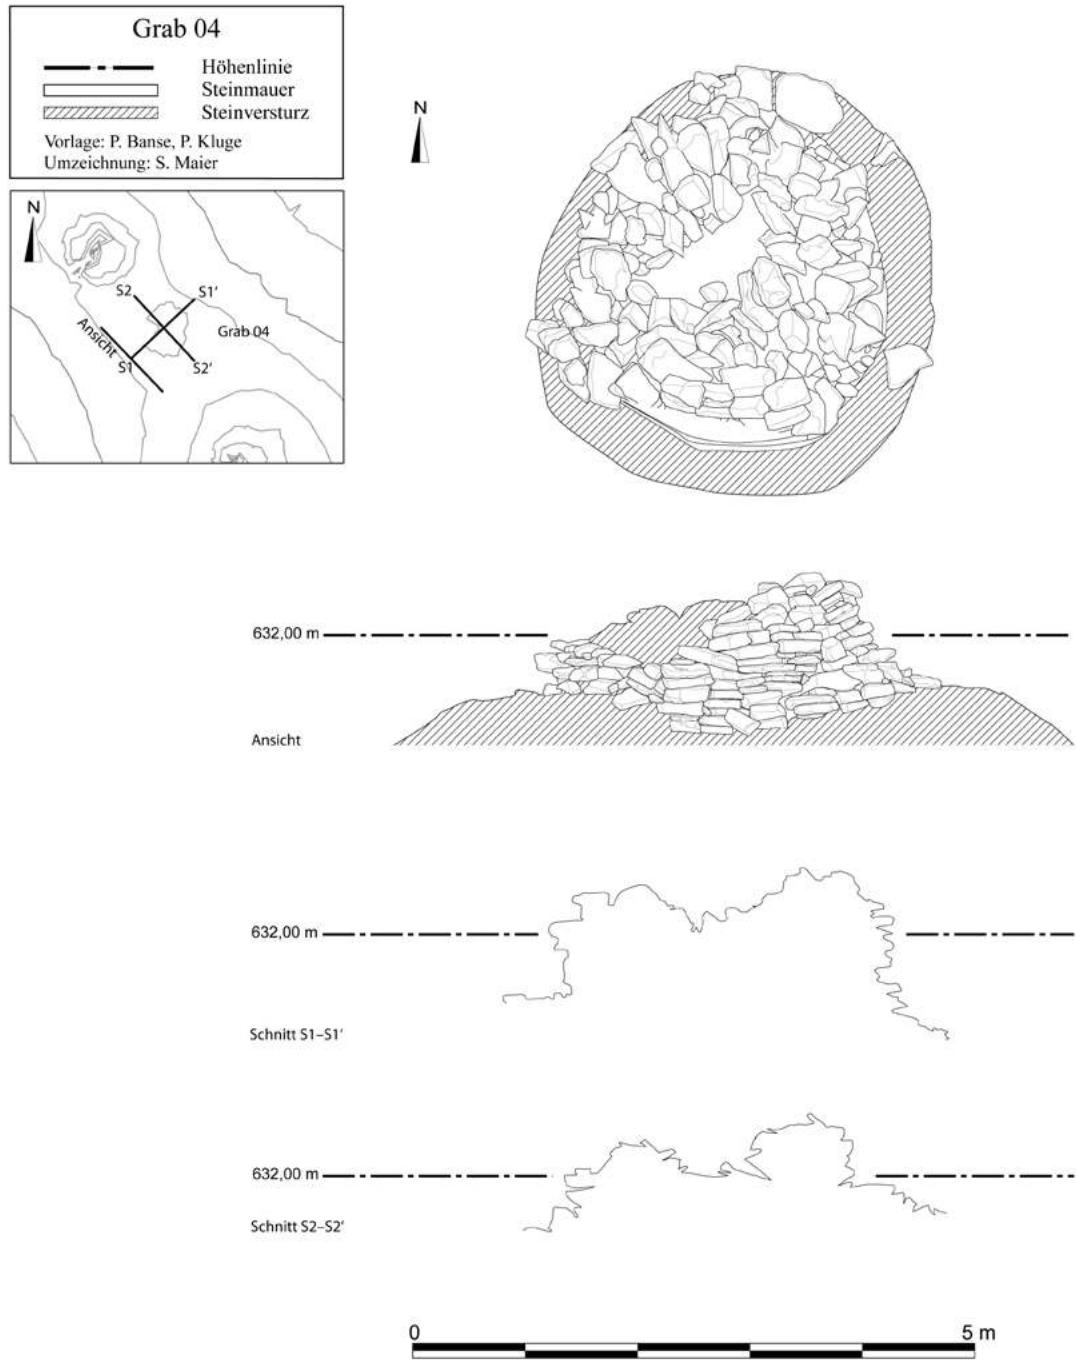 Grab 04
Höhenlinie
Steinmauer
Steinversturz
Vorlage: P. Banse, P. Kluge
Umzeichnung: S. Maier
N
N
S2
S1'
Ansicht
Grab 04
S1
S2'
632,00 m
Ansicht
632,00 m
Schnitt S1–S1'
632,00 m
Schnitt S2–S2'
0 5 m